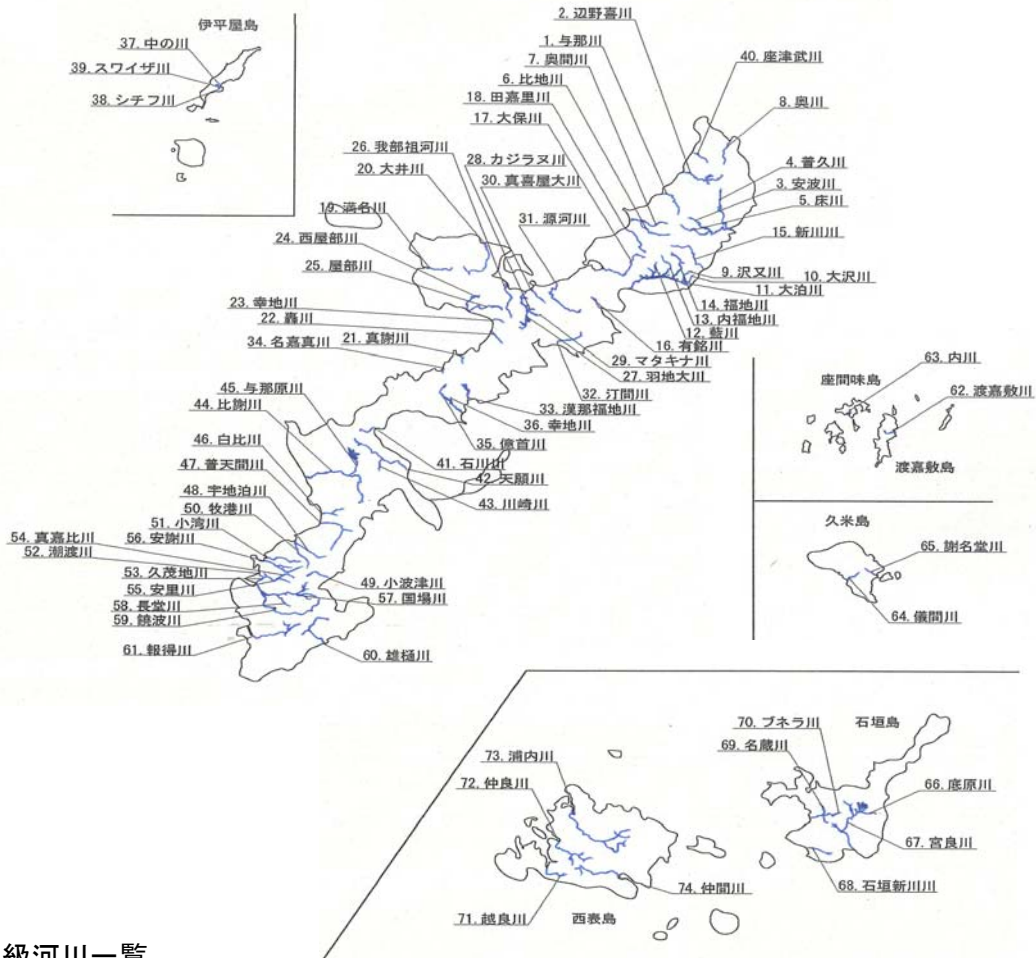 伊平屋島
37. 中の川
39. スワイザ川
38. シチフ川
2. 辺野喜川
1. 与那川
7. 奥間川
6. 比地川
18. 田嘉里川
17. 大保川
40. 座津武川
8. 奥川
26. 我部祖河川
28. カジラヌ川
20. 大井川
30. 真喜屋大川
4. 普久川
3. 安波川
5. 床川
19. 満名川
31. 源河川
24. 西屋部川
15. 新川川
25. 屋部川
9. 沢又川
10. 大沢川
11. 大泊川
23. 幸地川
14. 福地川
22. 轟川
13. 内福地川
21. 真謝川
12. 藍川
34. 名嘉真川
16. 有銘川
29. マタキナ川
27. 羽地大川
32. 汀間川
45. 与那原川
33. 漢那福地川
44. 比謝川
36. 幸地川
46. 白比川
35. 億首川
47. 普天間川
41. 石川川
42. 天願川
48. 宇地泊川
43. 川崎川
50. 牧港川
51. 小湾川
54. 真嘉比川
56. 安謝川
52. 潮渡川
53. 久茂地川
49. 小波津川
55. 安里川
57. 国場川
58. 長堂川
59. 饒波川
61. 報得川
60. 雄樋川
63. 内川
座間味島
62. 渡嘉敷川
渡嘉敷島
久米島
65. 謝名堂川
64. 儀間川
70. ブネラ川
石垣島
69. 名蔵川
73. 浦内川
66. 底原川
72. 仲良川
67. 宮良川
68. 石垣新川川
74. 仲間川
71. 越良川
西表島
級河川一覧